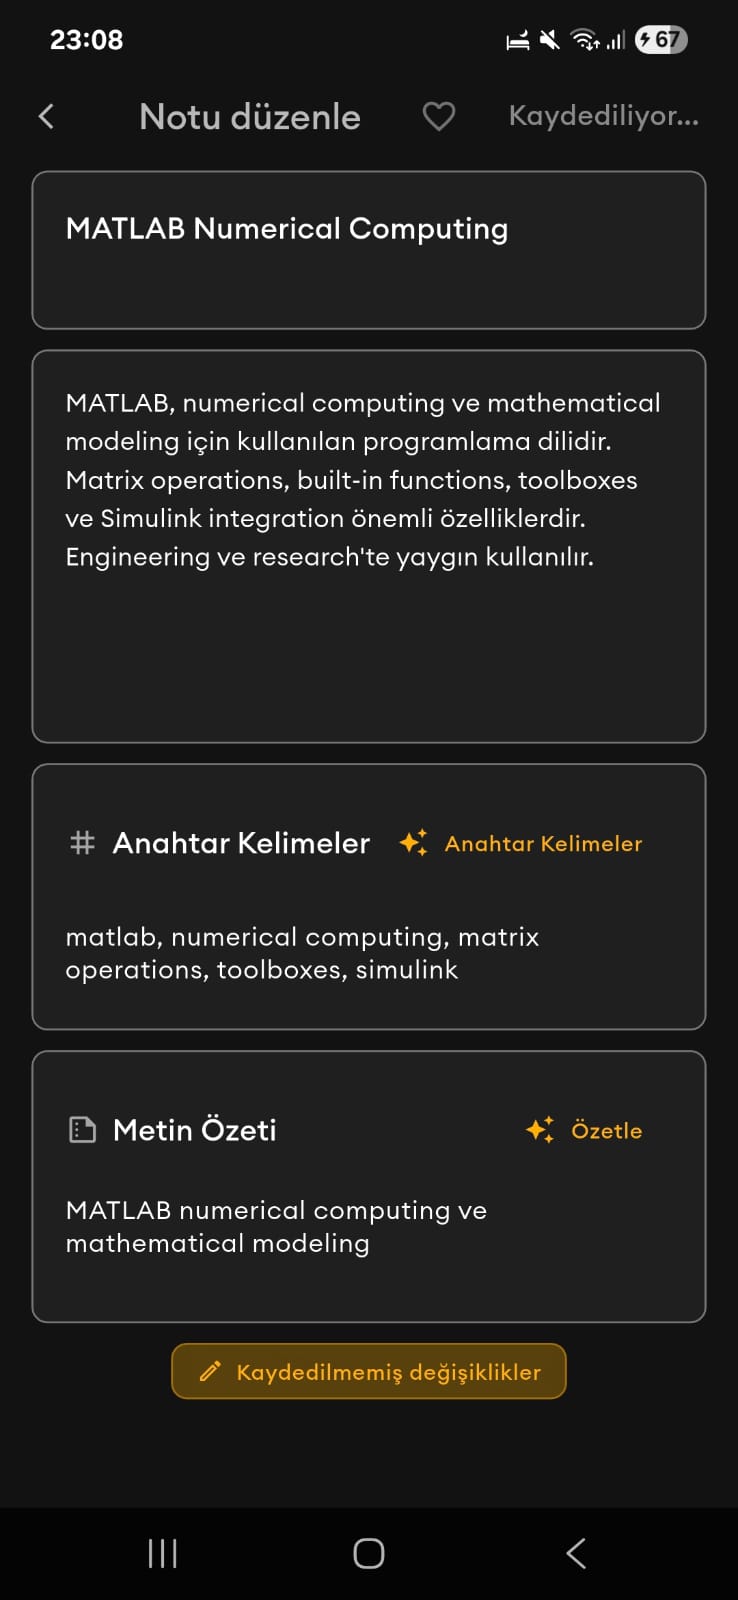 23:08
67
Notu düzenle
Kaydediliyor...
MATLAB Numerical Computing
MATLAB, numerical computing ve mathematical
modeling için kullanılan programlama dilidir.
Matrix operations, built-in functions, toolboxes
ve Simulink integration önemli özelliklerdir.
Engineering ve research'te yaygın kullanılır.
# Anahtar Kelimeler
Anahtar Kelimeler
matlab, numerical computing, matrix
operations, toolboxes, simulink
Metin Özeti
Özetle
MATLAB numerical computing ve
mathematical modeling
Kaydedilmemiş değişiklikler